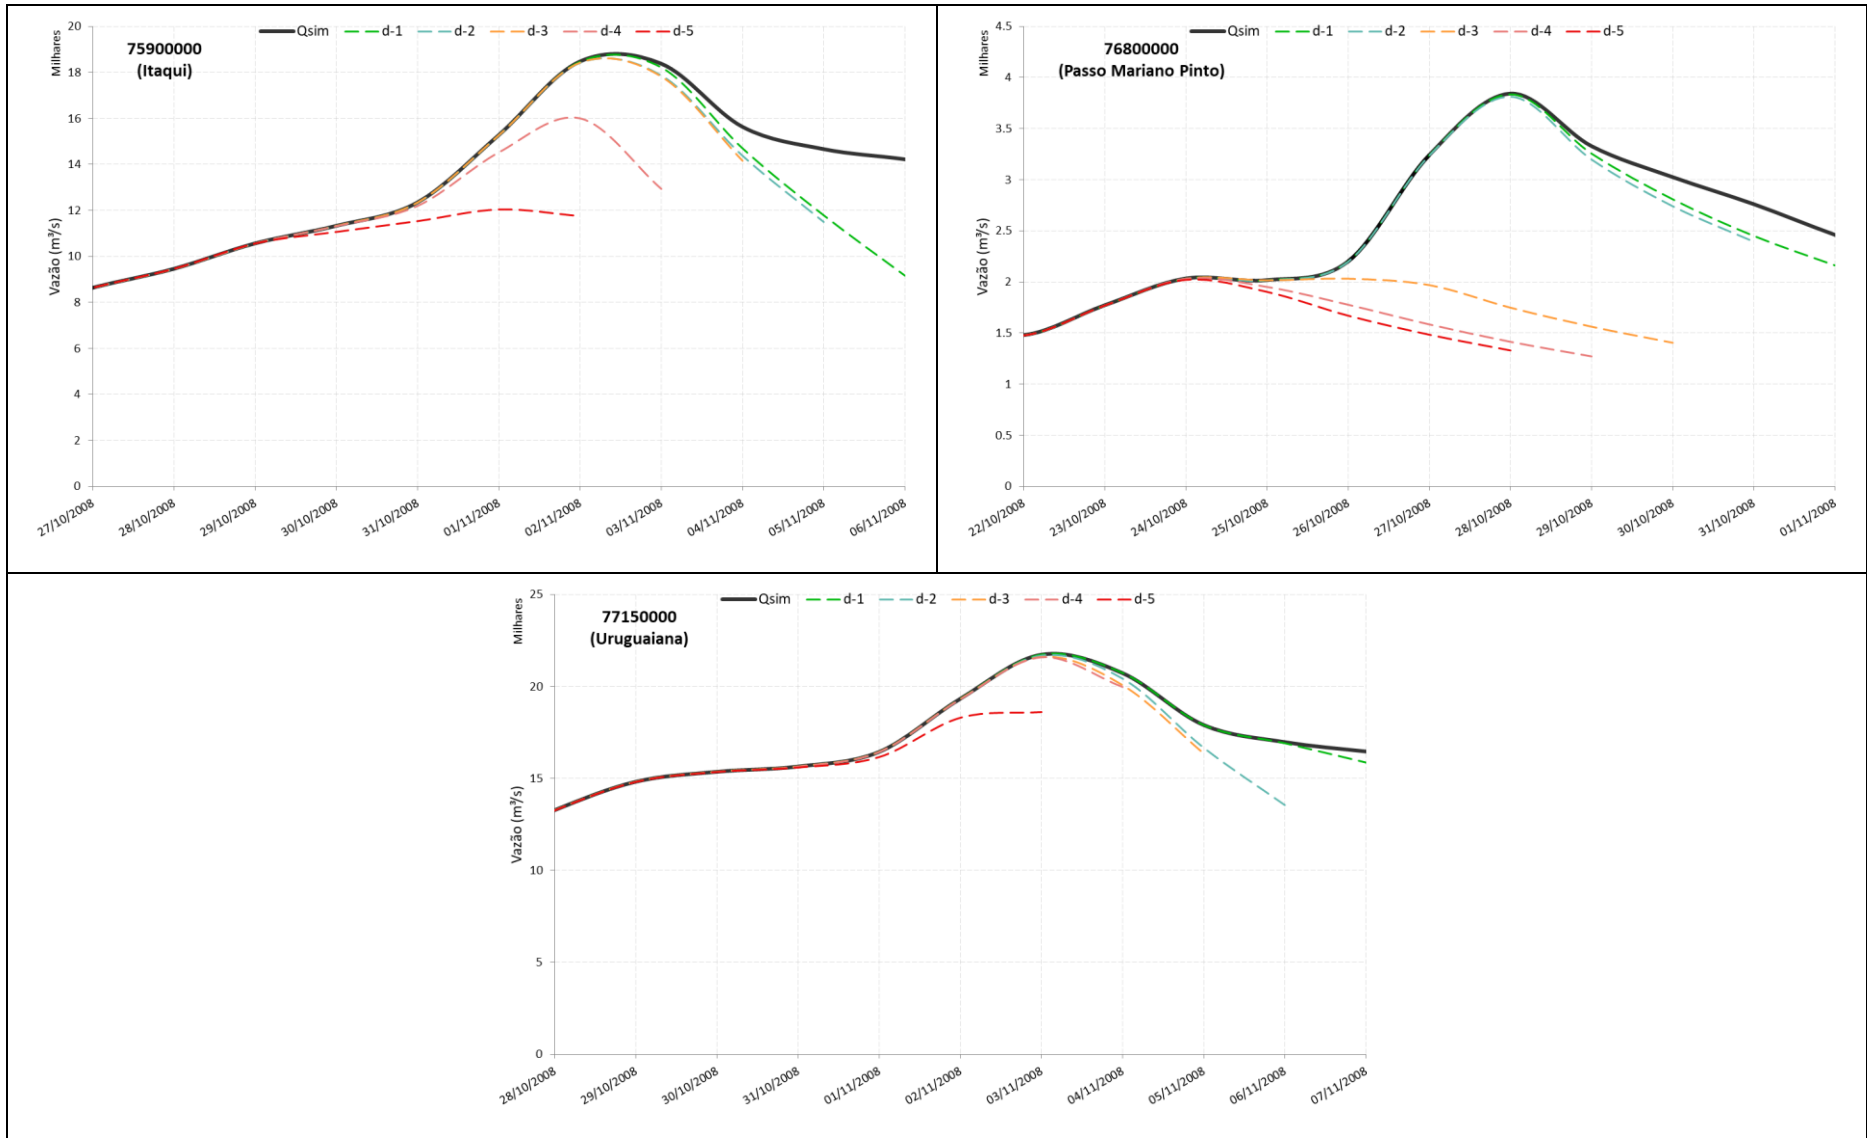 Qsim d-1 d-2 d-3 d-4 d-5
75900000
(Itaqui)
Milhares
Vazão (m³/s)
20
18
16
14
12
10
8
6
4
2
0
27/10/2008 28/10/2008 29/10/2008 30/10/2008 31/10/2008 01/11/2008 02/11/2008 03/11/2008 04/11/2008 05/11/2008 06/11/2008
Qsim d-1 d-2 d-3 d-4 d-5
76800000
(Passo Mariano Pinto)
Milhares
Vazão (m³/s)
4.5
4
3.5
3
2.5
2
1.5
1
0.5
0
22/10/2008 23/10/2008 24/10/2008 25/10/2008 26/10/2008 27/10/2008 28/10/2008 29/10/2008 30/10/2008 31/10/2008 01/11/2008
Qsim d-1 d-2 d-3 d-4 d-5
77150000
(Uruguaiana)
Milhares
Vazão (m³/s)
25
20
15
10
5
0
28/10/2008 29/10/2008 30/10/2008 31/10/2008 01/11/2008 02/11/2008 03/11/2008 04/11/2008 05/11/2008 06/11/2008 07/11/2008